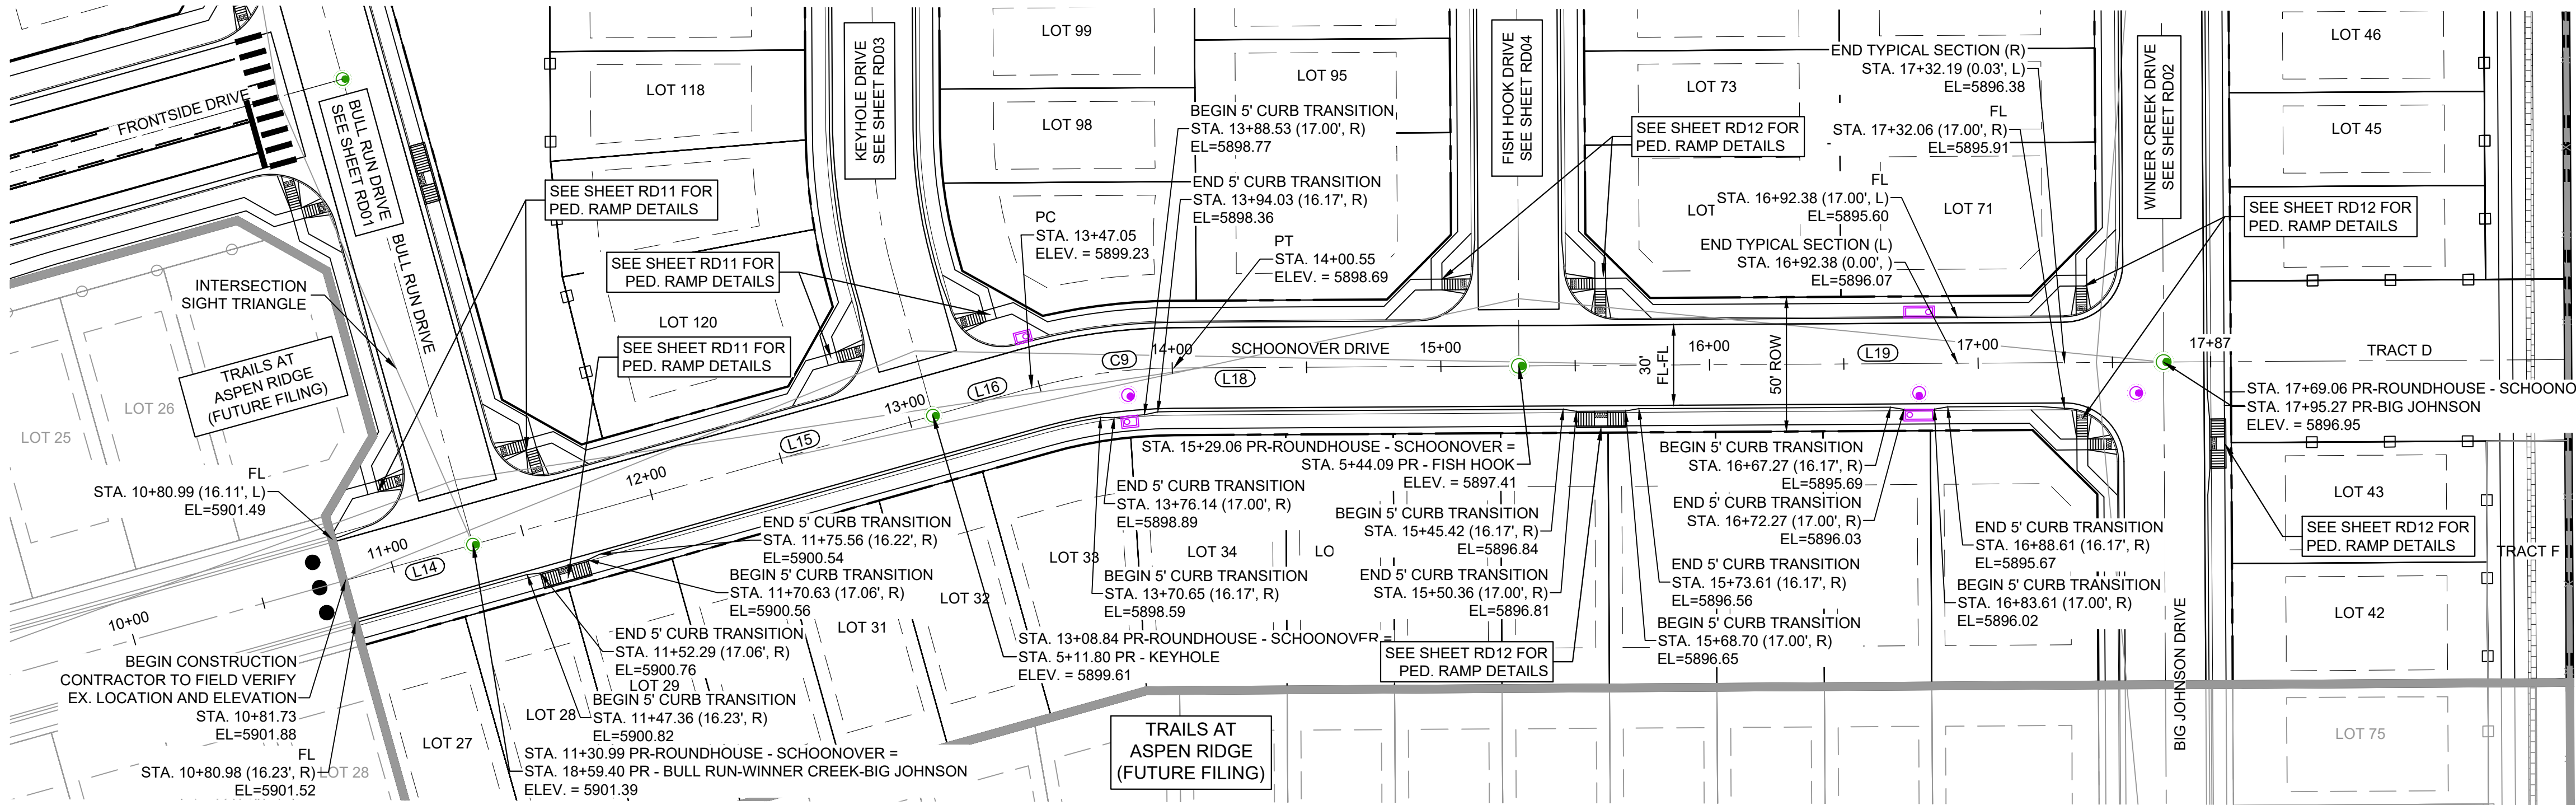 FRONTSIDE DRIVE
BULL RUN DRIVE
SEE SHEET RD01
BULL RUN DRIVE
BULL RUN DRIVE
LOT 118
KEYHOLE DRIVE
SEE SHEET RD03
LOT 99
LOT 98
LOT 95
BEGIN 5' CURB TRANSITION
STA. 13+88.53 (17.00', R)
EL=5898.77
END 5' CURB TRANSITION
STA. 13+94.03 (16.17', R)
EL=5898.36
PC
STA. 13+47.05
ELEV. = 5899.23
PT
STA. 14+00.55
ELEV. = 5898.69
FISH HOOK DRIVE
SEE SHEET RD04
SEE SHEET RD12 FOR
PED. RAMP DETAILS
LOT 73
END TYPICAL SECTION (R)
STA. 17+32.19 (0.03', L)
EL=5896.38
FL
STA. 17+32.06 (17.00', R)
EL=5895.91
FL
STA. 16+92.38 (17.00', L)
EL=5895.60
LOT
LOT 71
END TYPICAL SECTION (L)
STA. 16+92.38 (0.00', )
EL=5896.07
WINEER CREEK DRIVE
SEE SHEET RD02
LOT 46
LOT 45
SEE SHEET RD12 FOR
PED. RAMP DETAILS
SEE SHEET RD11 FOR
PED. RAMP DETAILS
SEE SHEET RD11 FOR
PED. RAMP DETAILS
LOT 120
SEE SHEET RD11 FOR
PED. RAMP DETAILS
INTERSECTION
SIGHT TRIANGLE
TRAILS AT
ASPEN RIDGE
(FUTURE FILING)
LOT 26
LOT 25
FL
STA. 10+80.99 (16.11', L)
EL=5901.49
10+00
11+00
L14
12+00
L15
13+00
L16
C9
14+00
L18
SCHOONOVER DRIVE
15+00
30'
FL-FL
16+00
50' ROW
L19
17+00
17+87
TRACT D
STA. 17+69.06 PR-ROUNDHOUSE - SCHOONO
STA. 17+95.27 PR-BIG JOHNSON
ELEV. = 5896.95
STA. 15+29.06 PR-ROUNDHOUSE - SCHOONOVER =
STA. 5+44.09 PR - FISH HOOK
ELEV. = 5897.41
END 5' CURB TRANSITION
STA. 13+76.14 (17.00', R)
EL=5898.89
BEGIN 5' CURB TRANSITION
STA. 13+70.65 (16.17', R)
EL=5898.59
LOT 33
LOT 34
LO
BEGIN 5' CURB TRANSITION
STA. 15+45.42 (16.17', R)
EL=5896.84
END 5' CURB TRANSITION
STA. 15+50.36 (17.00', R)
EL=5896.81
BEGIN 5' CURB TRANSITION
STA. 16+67.27 (16.17', R)
EL=5895.69
END 5' CURB TRANSITION
STA. 16+72.27 (17.00', R)
EL=5896.03
END 5' CURB TRANSITION
STA. 15+73.61 (16.17', R)
EL=5896.56
BEGIN 5' CURB TRANSITION
STA. 15+68.70 (17.00', R)
EL=5896.65
END 5' CURB TRANSITION
STA. 16+88.61 (16.17', R)
EL=5895.67
BEGIN 5' CURB TRANSITION
STA. 16+83.61 (17.00', R)
EL=5896.02
SEE SHEET RD12 FOR
PED. RAMP DETAILS
LOT 43
SEE SHEET RD12 FOR
PED. RAMP DETAILS
TRACT F
LOT 42
BIG JOHNSON DRIVE
LOT 75
END 5' CURB TRANSITION
STA. 11+75.56 (16.22', R)
EL=5900.54
BEGIN 5' CURB TRANSITION
STA. 11+70.63 (17.06', R)
EL=5900.56
LOT 32
LOT 31
END 5' CURB TRANSITION
STA. 11+52.29 (17.06', R)
EL=5900.76
LOT 29
BEGIN 5' CURB TRANSITION
STA. 11+47.36 (16.23', R)
EL=5900.82
LOT 28
STA. 13+08.84 PR-ROUNDHOUSE - SCHOONOVER =
STA. 5+11.80 PR - KEYHOLE
ELEV. = 5899.61
STA. 11+30.99 PR-ROUNDHOUSE - SCHOONOVER =
STA. 18+59.40 PR - BULL RUN-WINNER CREEK-BIG JOHNSON
ELEV. = 5901.39
TRAILS AT
ASPEN RIDGE
(FUTURE FILING)
BEGIN CONSTRUCTION
CONTRACTOR TO FIELD VERIFY
EX. LOCATION AND ELEVATION
STA. 10+81.73
EL=5901.88
FL
STA. 10+80.98 (16.23', R)
EL=5901.52
LOT 28
LOT 27